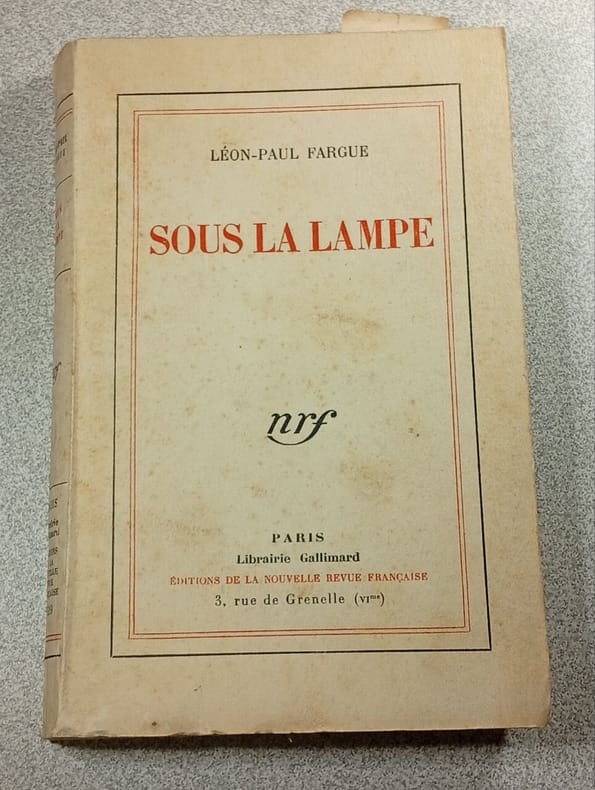 LÉON-PAUL FARGUE
SOUS LA LAMPE
nrf
PARIS
Librairie Gallimard
ÉDITIONS DE LA NOUVELLE REVUE FRANÇAISE
3, rue de Grenelle (VIme)